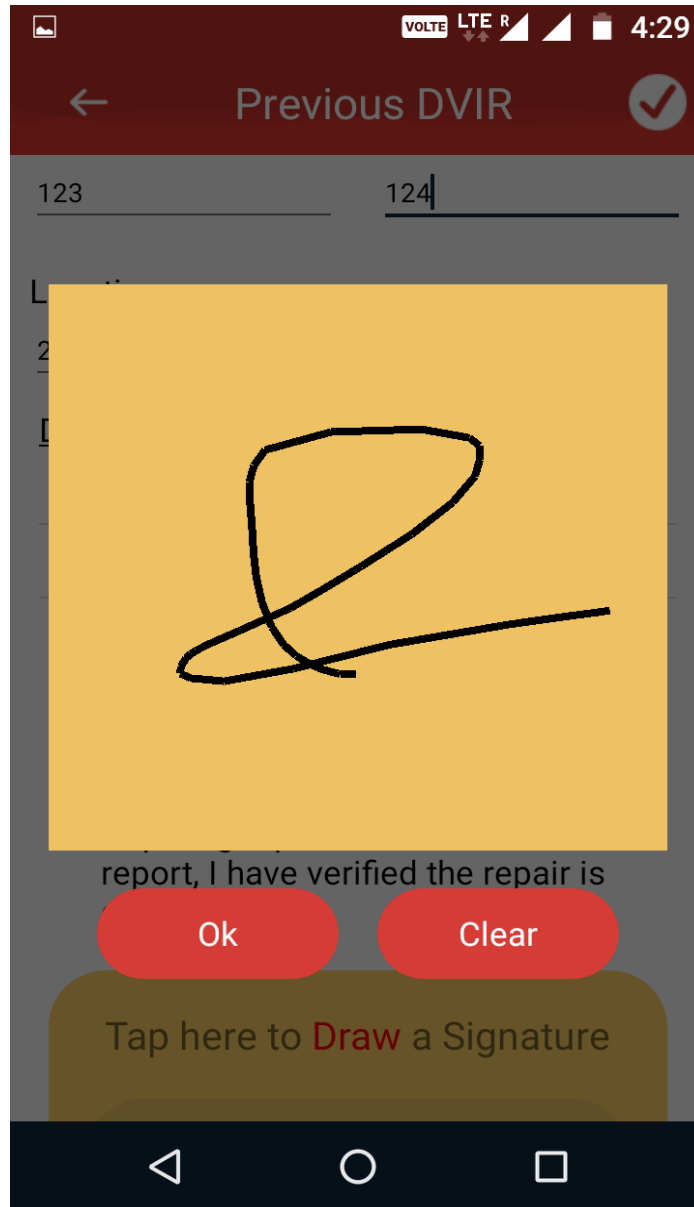 VOLTE LTE R 4:29
Previous DVIR
123 124
report, I have verified the repair is
Ok Clear
Tap here to Draw a Signature